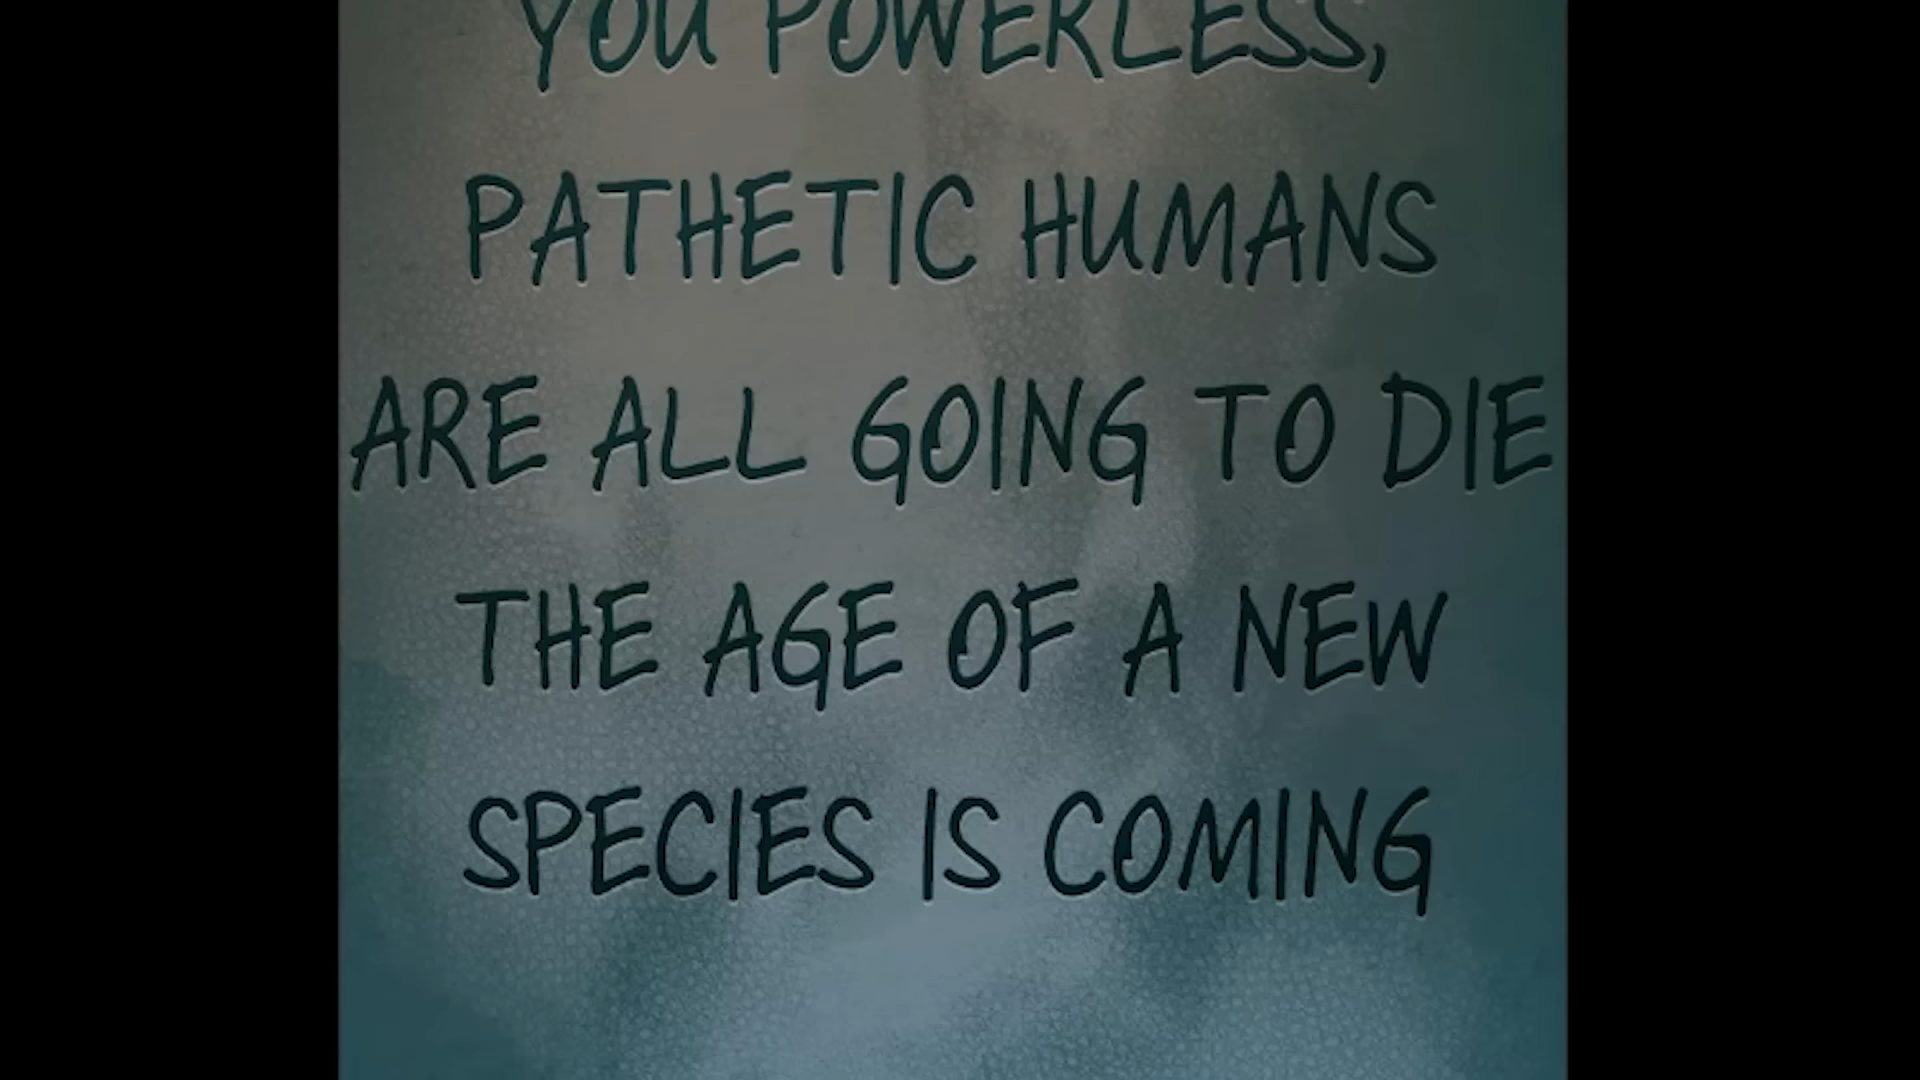 YOU POWERLESS,
PATHETIC HUMANS
ARE ALL GOING TO DIE
THE AGE OF A NEW
SPECIES IS COMING